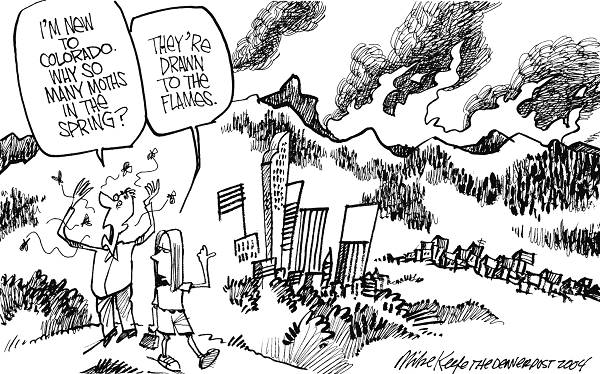 I'M NEW
TO
COLORADO.
WHY SO
MANY MOTHS
IN THE
SPRING?
THEY'RE
DRAWN
TO THE
FLAMES.
Mike Keefe THE DENVER POST 2004